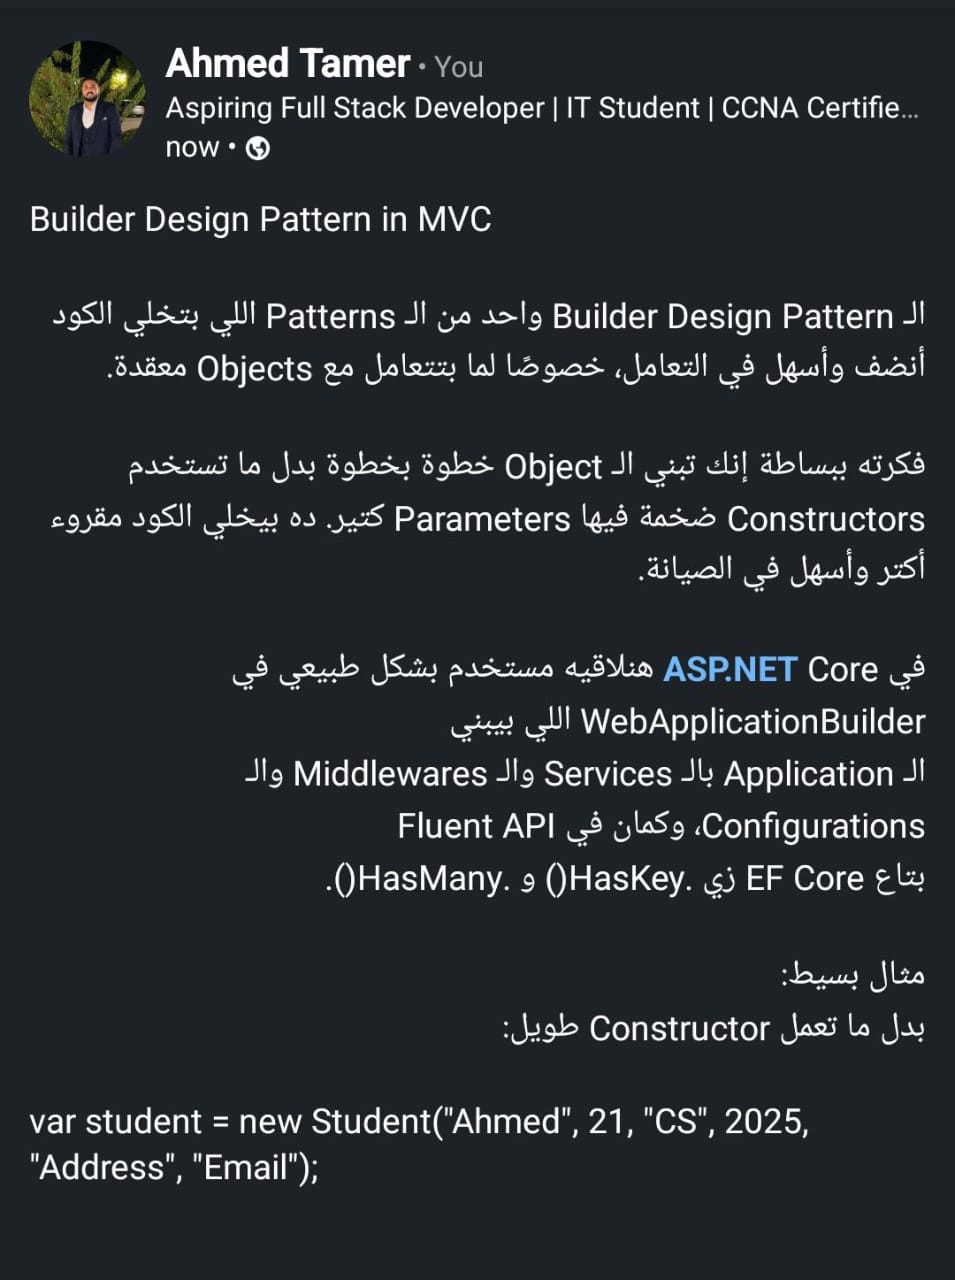 Ahmed Tamer • You
Aspiring Full Stack Developer | IT Student | CCNA Certifie...
now •
Builder Design Pattern in MVC
الـ Builder Design Pattern واحد من الـ Patterns اللي بتخلي الكود
أنضف وأسهل في التعامل، خصوصًا لما بتتعامل مع Objects معقدة.
فكرته ببساطة إنك تبني الـ Object خطوة بخطوة بدل ما تستخدم
Constructors ضخمة فيها Parameters كتير. ده بيخلي الكود مقروء
أكتر وأسهل في الصيانة.
في ASP.NET Core هنلاقيه مستخدم بشكل طبيعي في
WebApplicationBuilder اللي بيبني
الـ Application بالـ Services والـ Middlewares والـ
Configurations، وكمان في Fluent API
بتاع EF Core زي .HasKey() و .HasMany().
مثال بسيط:
بدل ما تعمل Constructor طويل:
var student = new Student("Ahmed", 21, "CS", 2025,
"Address", "Email");